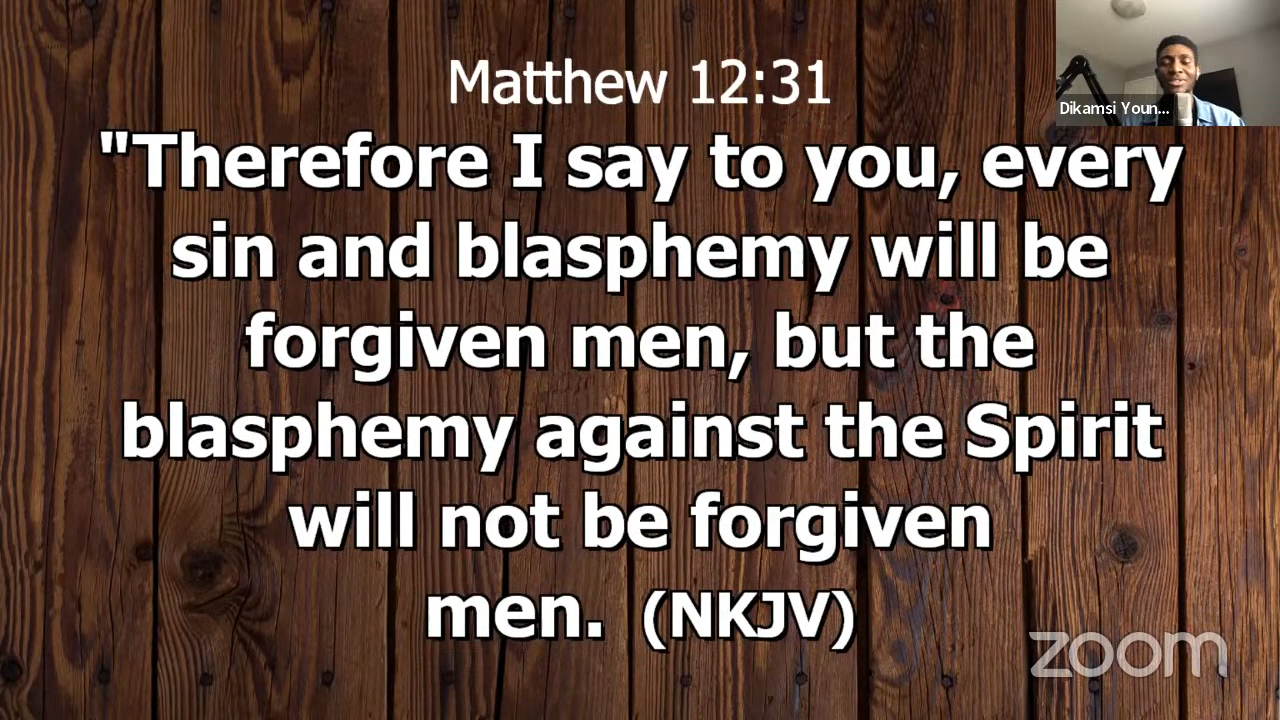 Matthew 12:31
"Therefore I say to you, every
sin and blasphemy will be
forgiven men, but the
blasphemy against the Spirit
will not be forgiven
men. (NKJV)
Dikamsi Youn...
zoom